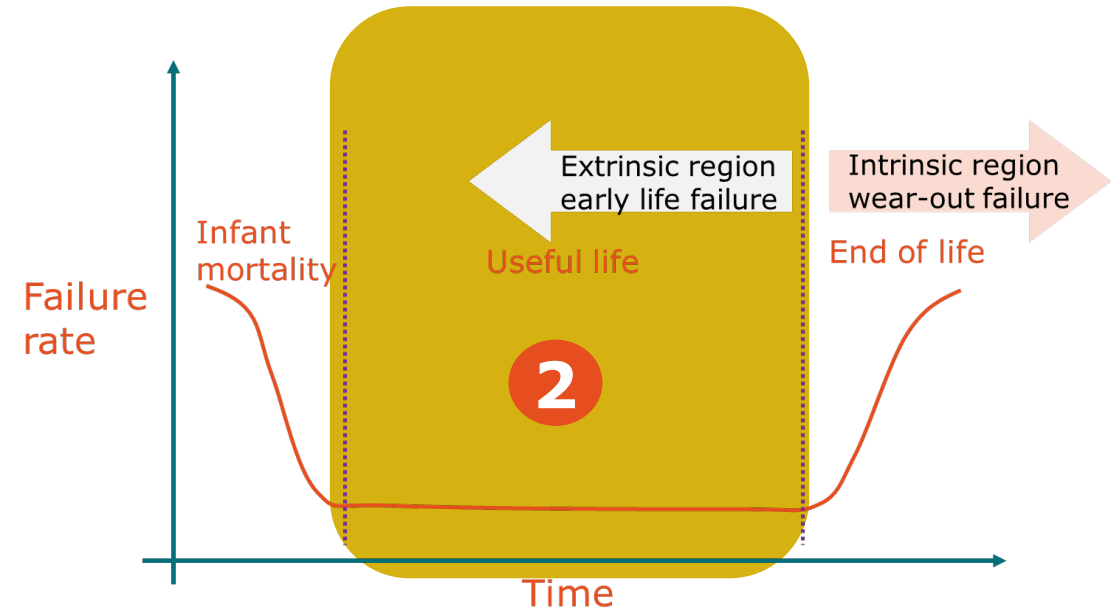 Extrinsic region
early life failure
Intrinsic region
wear-out failure
Infant
mortality
Useful life
End of life
Failure
rate
2
Time